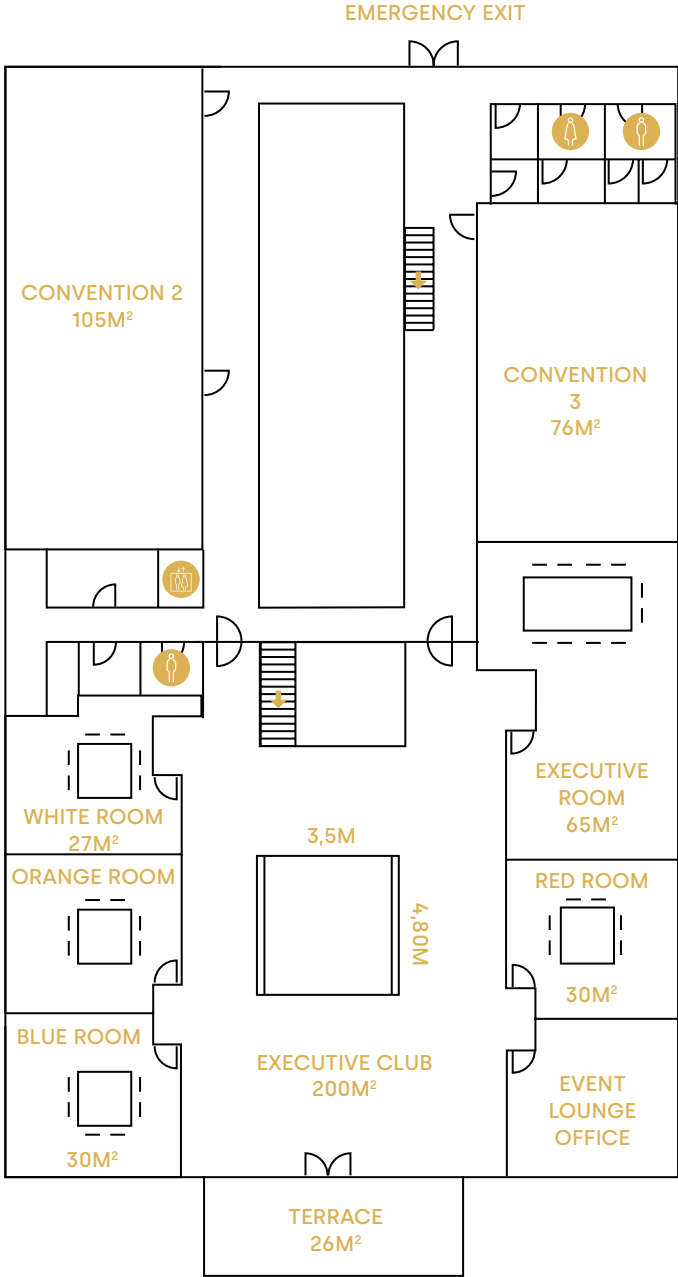 EMERGENCY EXIT
CONVENTION 2
105M²
CONVENTION
3
76M²
EXECUTIVE
ROOM
65M²
WHITE ROOM
27M²
3,5M
ORANGE ROOM
RED ROOM
4,80M
30M²
BLUE ROOM
EXECUTIVE CLUB
200M²
EVENT
LOUNGE
OFFICE
30M²
TERRACE
26M²